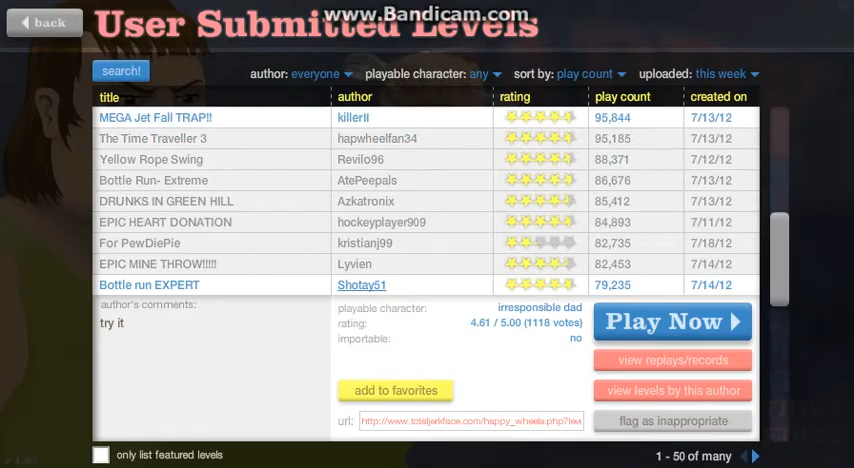 www.Bandicam.com
back
User Submitted Levels
search!
author: everyone playable character: any sort by: play count uploaded: this week
title author rating play count created on
MEGA Jet Fall TRAP!! killerII 95,844 7/13/12
The Time Traveller 3 hapwheelfan34 95,185 7/13/12
Yellow Rope Swing Revilo96 88,371 7/12/12
Bottle Run- Extreme AtePeepals 86,676 7/13/12
DRUNKS IN GREEN HILL Azkatronix 85,412 7/13/12
EPIC HEART DONATION hockeyplayer909 84,893 7/11/12
For PewDiePie kristianj99 82,735 7/18/12
EPIC MINE THROW!!!!! Lyvien 82,453 7/14/12
Bottle run EXPERT Shotay51 79,235 7/14/12
author's comments:
try it
playable character: irresponsible dad
rating: 4.61 / 5.00 (1118 votes)
importable: no
Play Now
view replays/records
add to favorites
view levels by this author
url: http://www.totaljerkface.com/happy_wheels.php?lev
flag as inappropriate
only list featured levels
1 - 50 of many